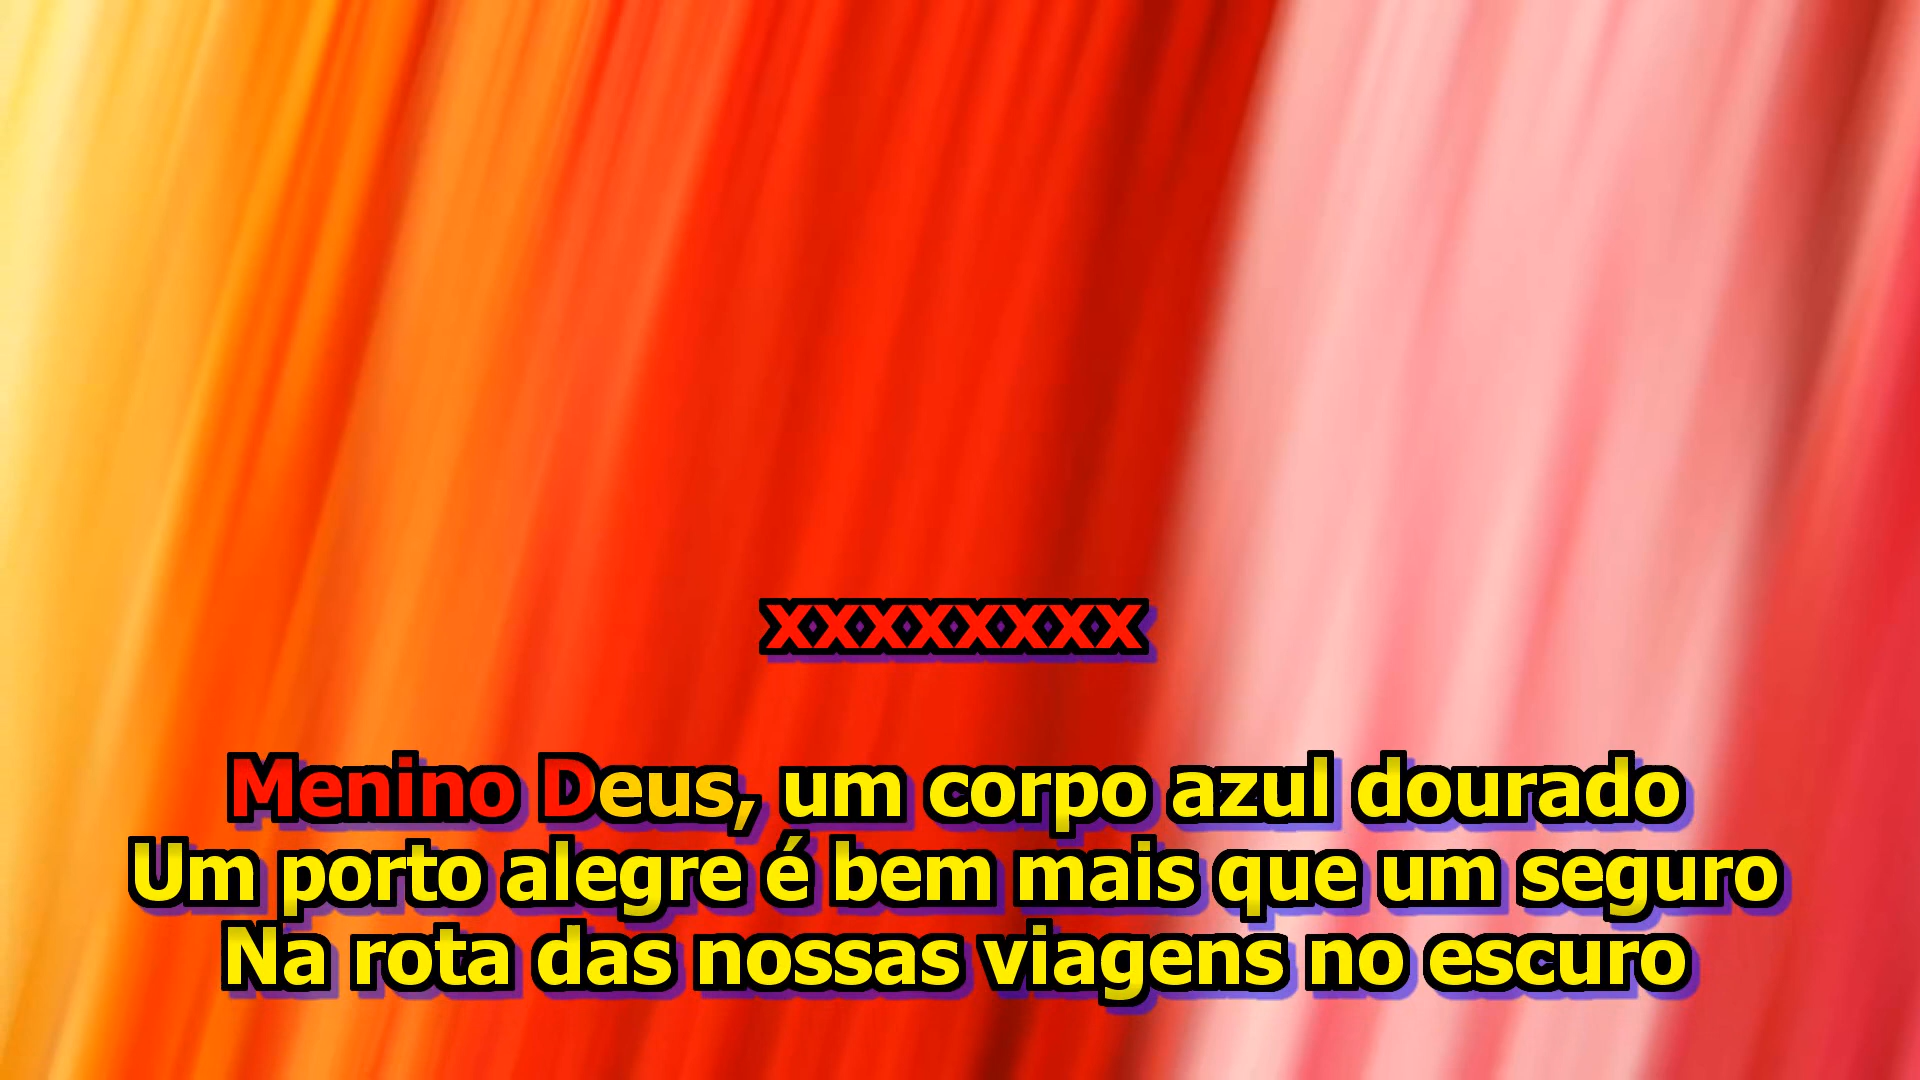 XXXXXXXX
Menino Deus, um corpo azul dourado
Um porto alegre é bem mais que um seguro
Na rota das nossas viagens no escuro